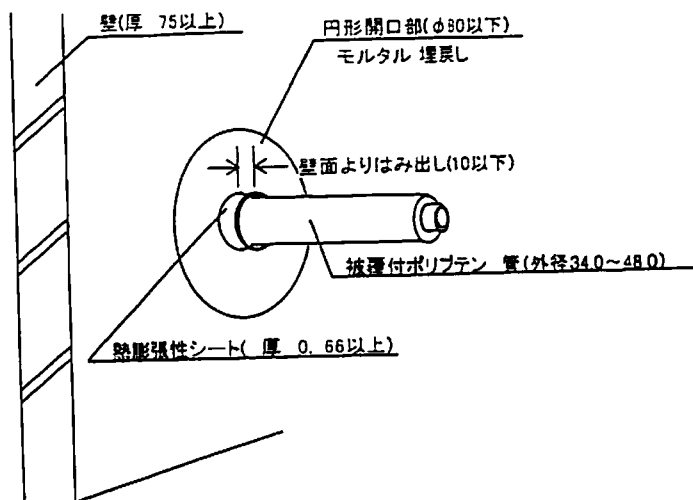 壁(厚 75以上)
円形開口部(φ80以下)
モルタル 埋戻し
壁面よりはみ出し(10以下)
被覆付ポリブテン 管(外径34.0～48.0)
熱膨張性シート( 厚 0.66以上)